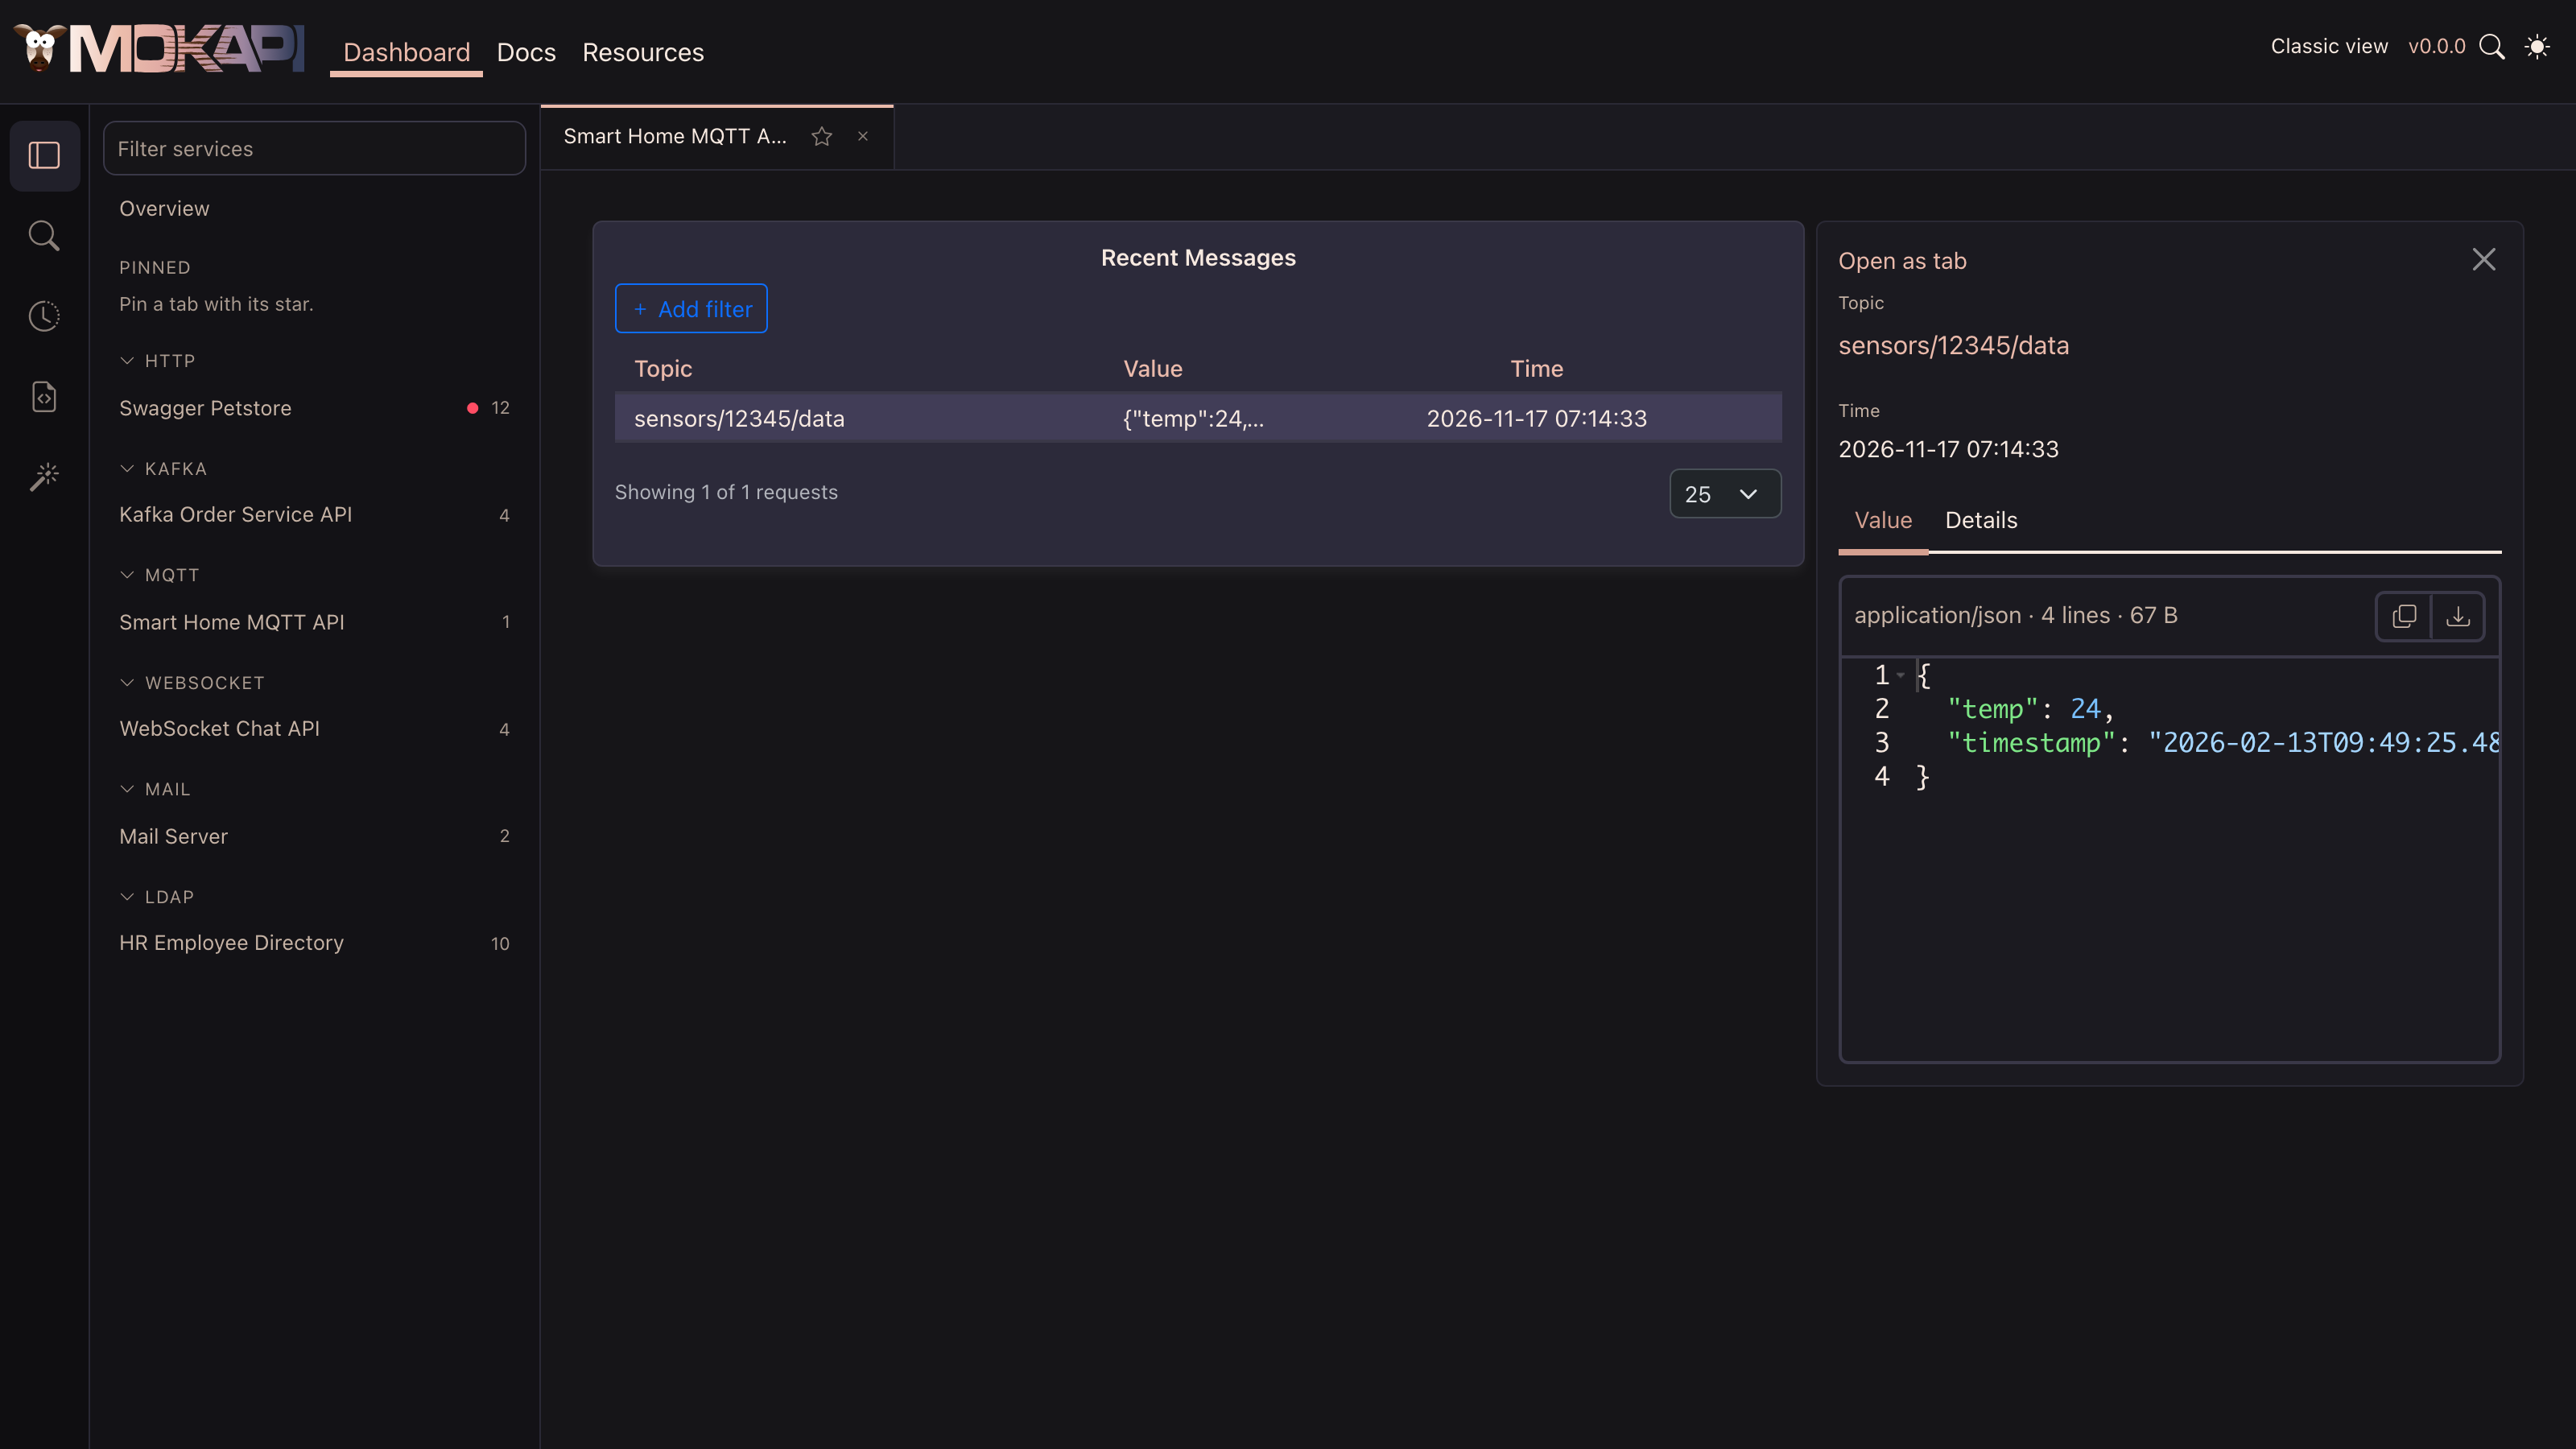 MOKAPI
Dashboard
Docs
Resources
Classic view
v0.0.0
Filter services
Overview
PINNED
Pin a tab with its star.
HTTP
Swagger Petstore
12
KAFKA
Kafka Order Service API
4
MQTT
Smart Home MQTT API
1
WEBSOCKET
WebSocket Chat API
4
MAIL
Mail Server
2
LDAP
HR Employee Directory
10
Smart Home MQTT A...
Recent Messages
+ Add filter
Topic Value Time
sensors/12345/data {"temp":24,... 2026-11-17 07:14:33
Showing 1 of 1 requests
25
Open as tab
Topic
sensors/12345/data
Time
2026-11-17 07:14:33
Value
Details
application/json · 4 lines · 67 B
1 {
2 "temp": 24,
3 "timestamp": "2026-02-13T09:49:25.48
4 }